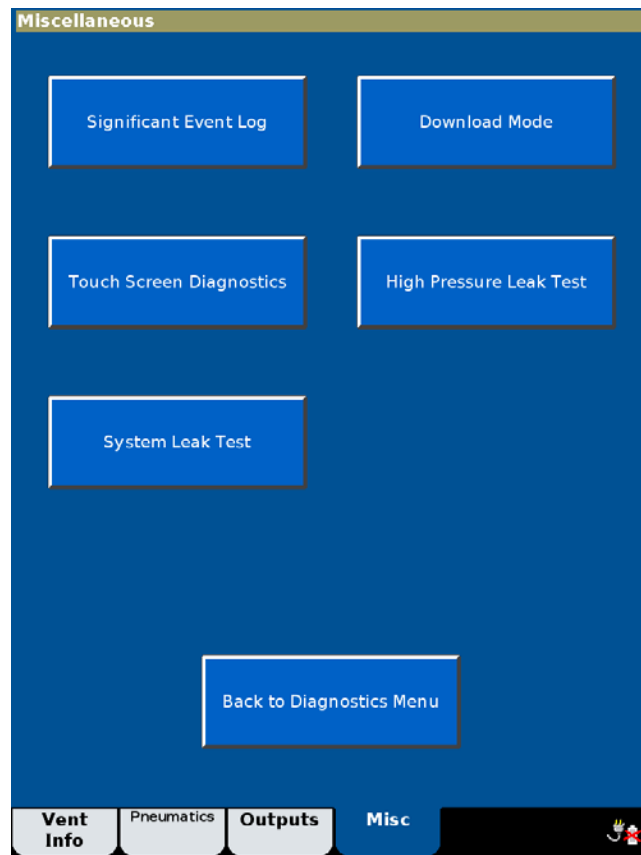 Miscellaneous
Significant Event Log
Download Mode
Touch Screen Diagnostics
High Pressure Leak Test
System Leak Test
Back to Diagnostics Menu
Vent
Info
Pneumatics
Outputs
Misc